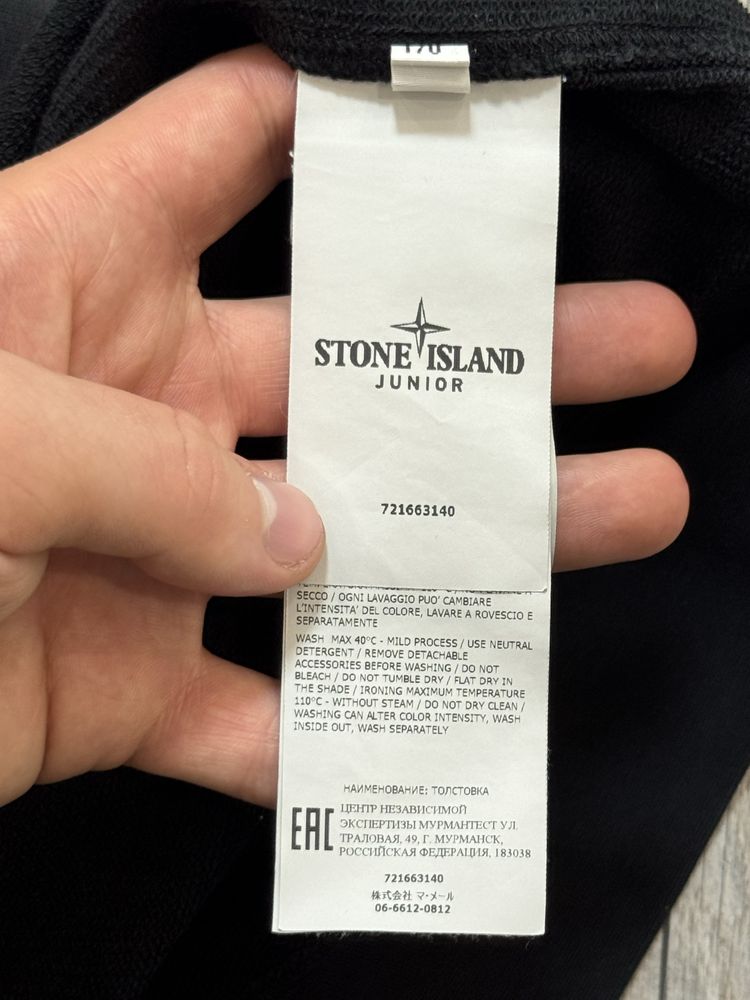 STONE ISLAND
JUNIOR
721663140
SECCO / OGNI LAVAGGIO PUO' CAMBIARE
L'INTENSITA' DEL COLORE, LAVARE A ROVESCIO E
SEPARATAMENTE
WASH MAX 40°C - MILD PROCESS / USE NEUTRAL
DETERGENT / REMOVE DETACHABLE
ACCESSORIES BEFORE WASHING / DO NOT
BLEACH / DO NOT TUMBLE DRY / FLAT DRY IN
THE SHADE / IRONING MAXIMUM TEMPERATURE
110°C - WITHOUT STEAM / DO NOT DRY CLEAN /
WASHING CAN ALTER COLOR INTENSITY, WASH
INSIDE OUT, WASH SEPARATELY
НАИМЕНОВАНИЕ: ТОЛСТОВКА
EAC
ЦЕНТР НЕЗАВИСИМОЙ
ЭКСПЕРТИЗЫ МУРМАНТЕСТ УЛ.
ТРАЛОВАЯ, 49, Г. МУРМАНСК,
РОССИЙСКАЯ ФЕДЕРАЦИЯ, 183038
721663140
株式会社 マ・メール
06-6612-0812